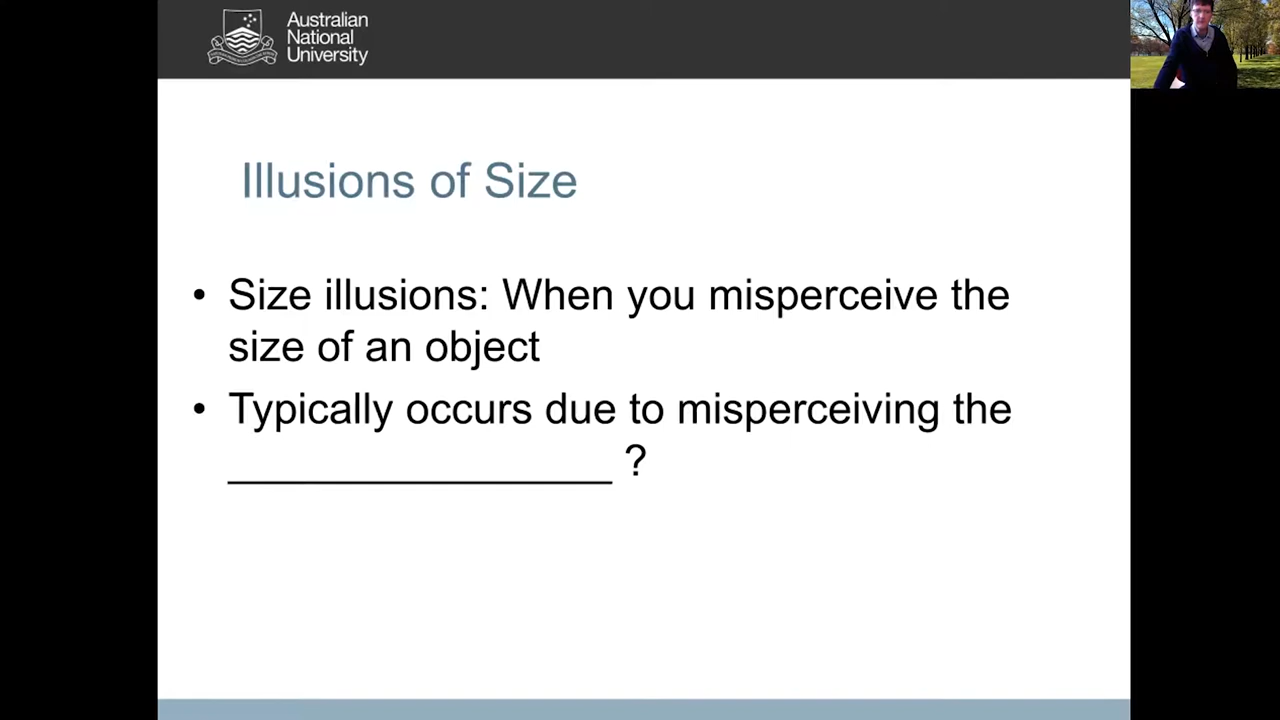 Australian
National
University
Illusions of Size
• Size illusions: When you misperceive the
size of an object
• Typically occurs due to misperceiving the
________________ ?